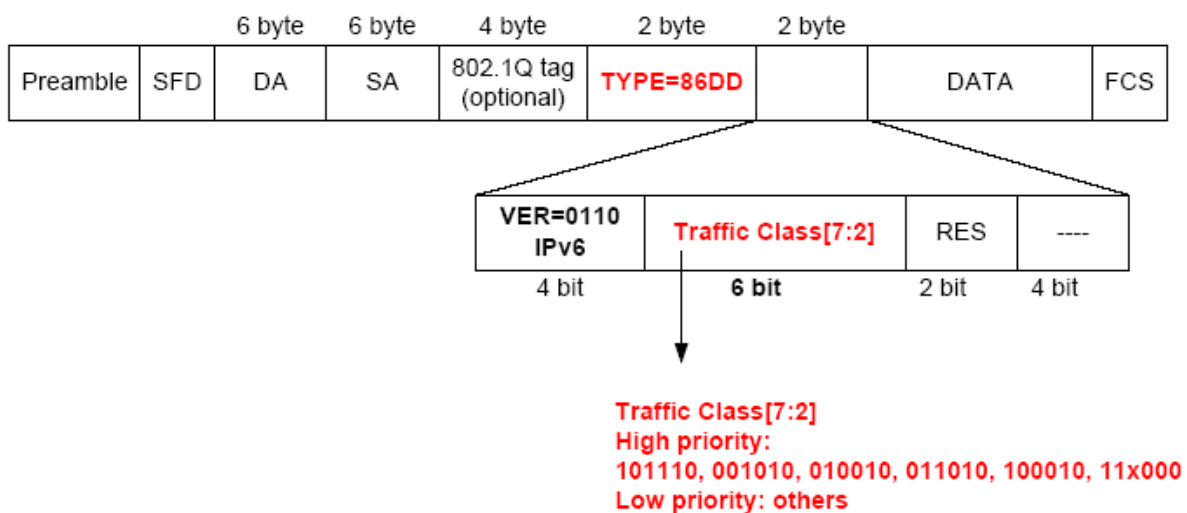 6 byte 6 byte 4 byte 2 byte 2 byte
Preamble SFD DA SA 802.1Q tag (optional) TYPE=86DD DATA FCS
VER=0110 IPv6 Traffic Class[7:2] RES ----
4 bit 6 bit 2 bit 4 bit
Traffic Class[7:2]
High priority:
101110, 001010, 010010, 011010, 100010, 11x000
Low priority: others